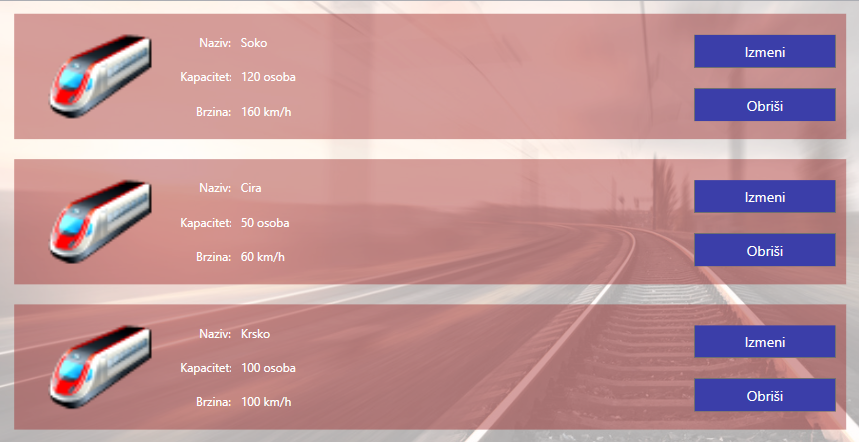 Naziv: Soko
Izmeni
Kapacitet: 120 osoba
Obriši
Brzina: 160 km/h
Naziv: Cira
Izmeni
Kapacitet: 50 osoba
Obriši
Brzina: 60 km/h
Naziv: Krsko
Izmeni
Kapacitet: 100 osoba
Obriši
Brzina: 100 km/h